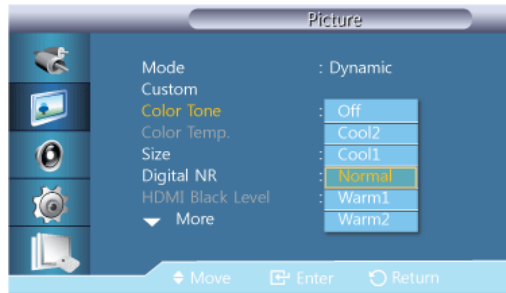 Picture
Mode : Dynamic
Custom
Color Tone : Off
Color Temp. Cool2
Size : Cool1
Digital NR : Normal
HDMI Black Level : Warm1
More Warm2
Move Enter Return